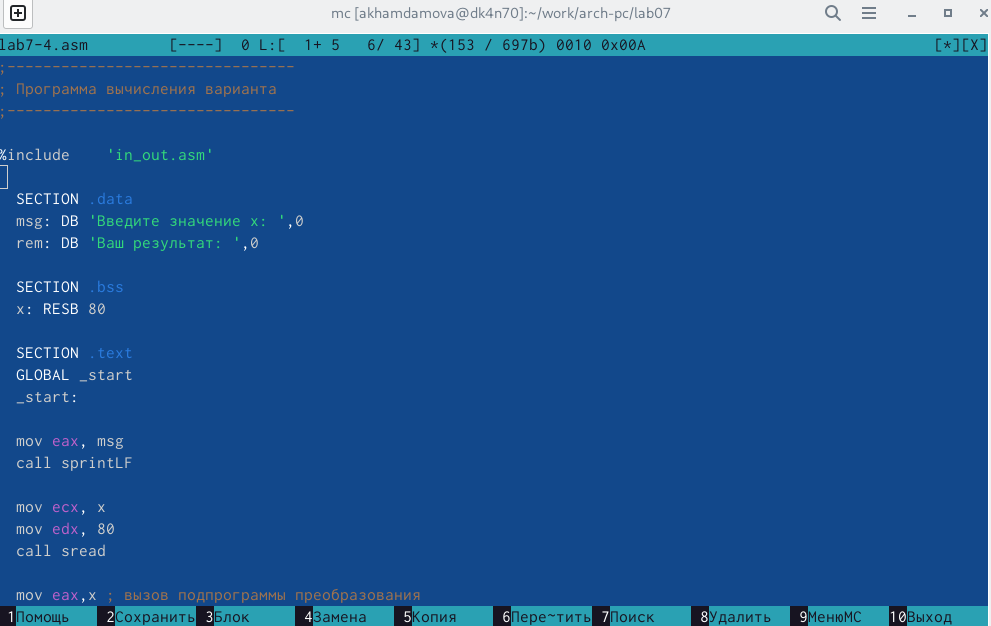 mc [akhamdamova@dk4n70]:~/work/arch-pc/lab07
lab7-4.asm [----] 0 L:[ 1+ 5 6/ 43] *(153 / 697b) 0010 0x00A [*][X]
;--------------------------------
; Программа вычисления варианта
;--------------------------------
%include 'in_out.asm'
SECTION .data
msg: DB 'Введите значение x: ',0
rem: DB 'Ваш результат: ',0
SECTION .bss
x: RESB 80
SECTION .text
GLOBAL _start
_start:
mov eax, msg
call sprintLF
mov ecx, x
mov edx, 80
call sread
mov eax,x ; вызов подпрограммы преобразования
1Помощь 2Сохранить 3Блок 4Замена 5Копия 6Пере~тить 7Поиск 8Удалить 9МенюМС 10Выход